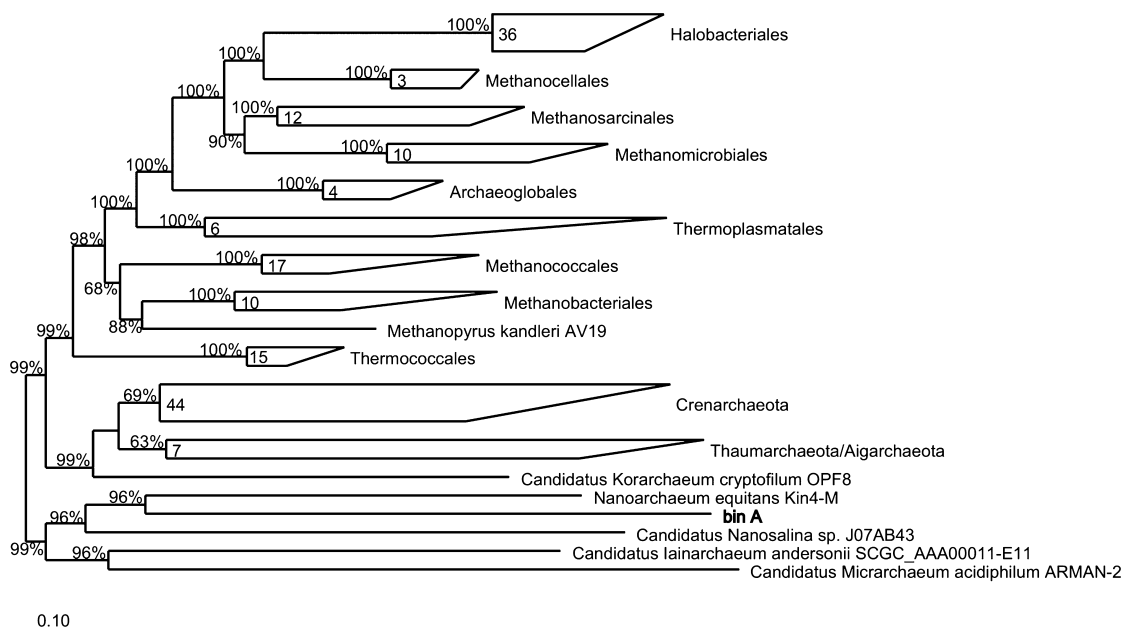 100% 36 Halobacteriales
100%
100% 3 Methanocellales
100%
100% 12 Methanosarcinales
90%
100% 10 Methanomicrobiales
100%
100% 4 Archaeoglobales
100%
100% 6 Thermoplasmatales
98%
100% 17 Methanococcales
68%
100% 10 Methanobacteriales
88%
Methanopyrus kandleri AV19
99%
100% 15 Thermococcales
99%
69% 44 Crenarchaeota
63% 7 Thaumarchaeota/Aigarchaeota
99%
Candidatus Korarchaeum cryptofilum OPF8
96% Nanoarchaeum equitans Kin4-M
bin A
96%
Candidatus Nanosalina sp. J07AB43
99%
96% Candidatus Iainarchaeum andersonii SCGC_AAA00011-E11
Candidatus Micrarchaeum acidiphilum ARMAN-2
0.10